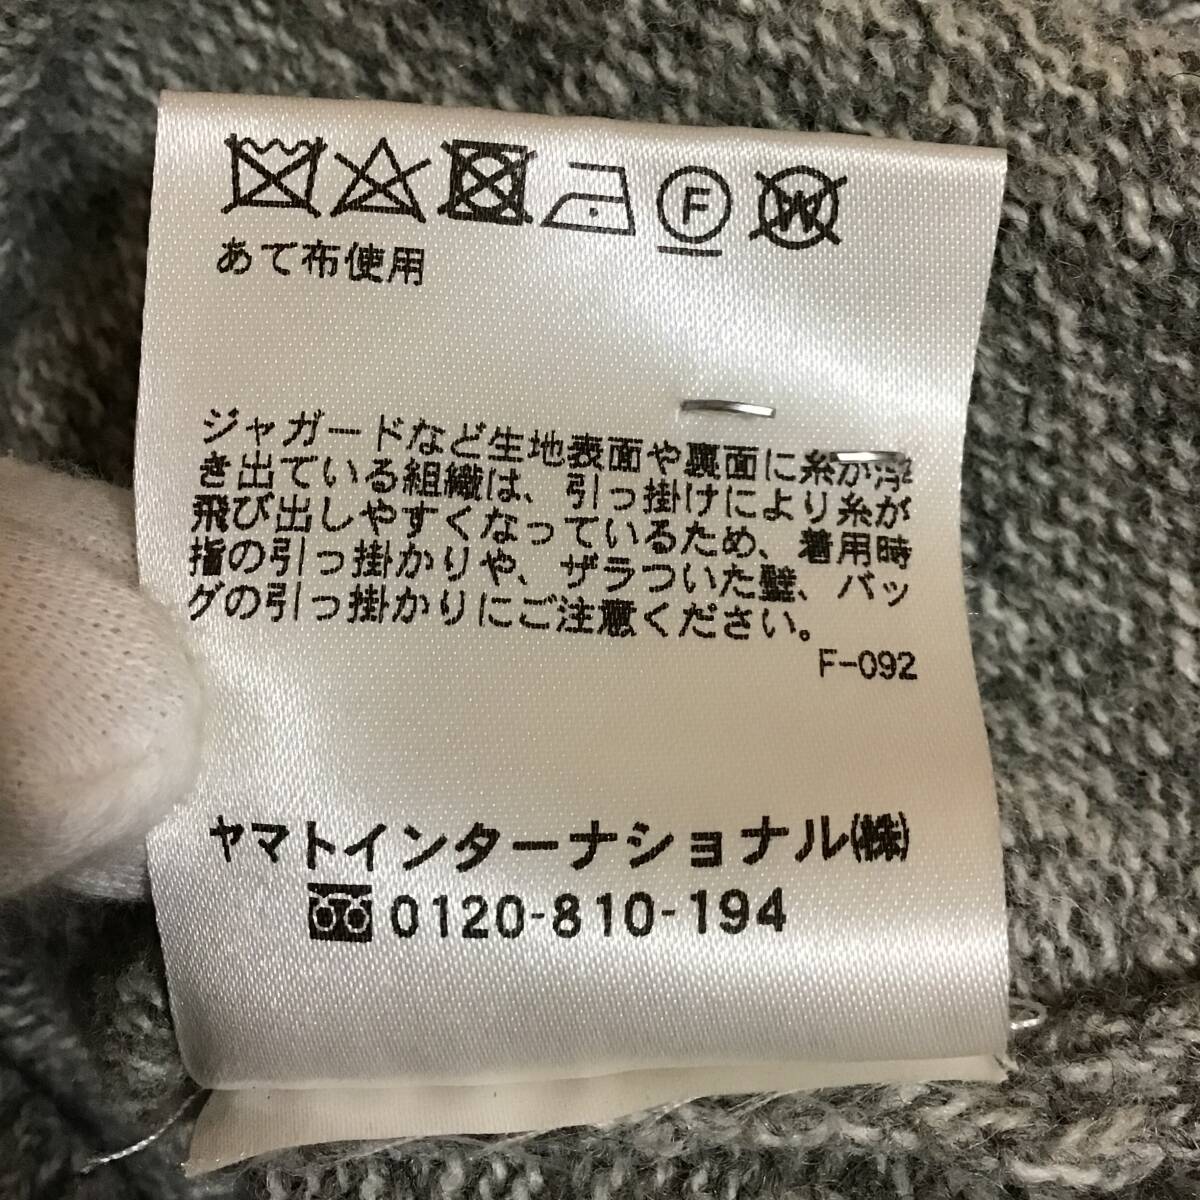 F W
あて布使用
ジャガードなど生地表面や裏面に糸が浮
き出ている組織は、引っ掛けにより糸が
飛び出しやすくなっているため、着用時
指の引っ掛かりや、ザラついた壁、バッ
グの引っ掛かりにご注意ください。
F-092
ヤマトインターナショナル(株)
0120-810-194